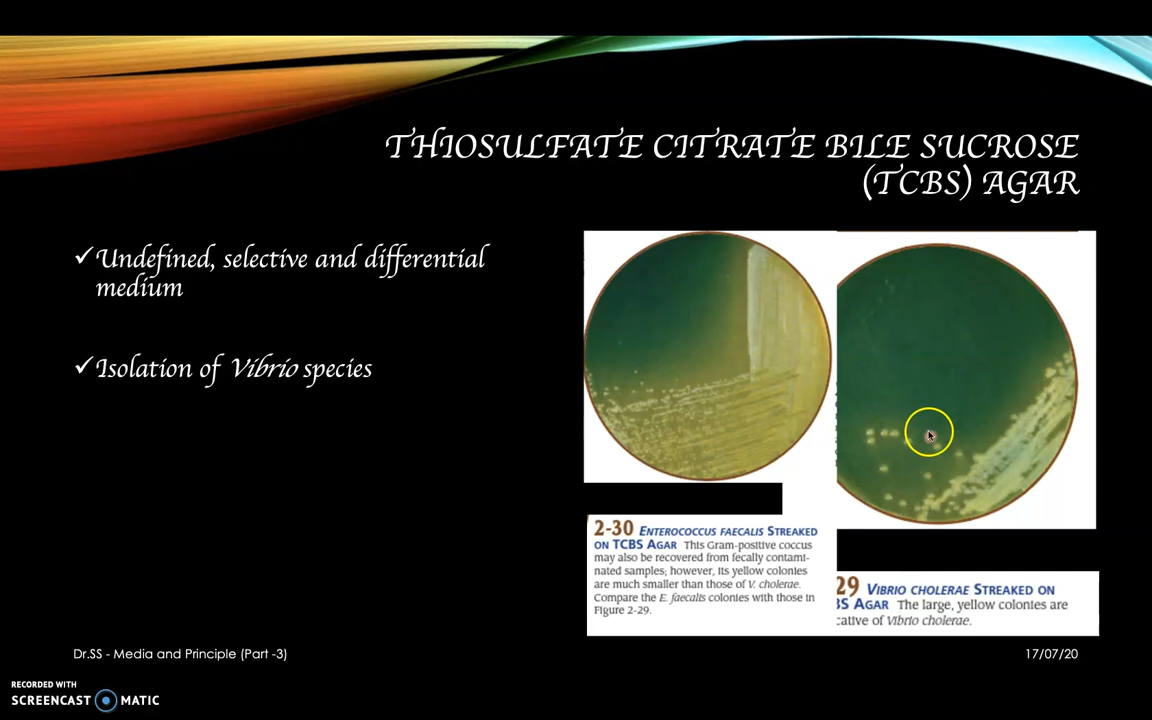 THIOSULFATE CITRATE BILE SUCROSE
(TCBS) AGAR
✓Undefined, selective and differential
medium
✓Isolation of Vibrio species
2-30 ENTEROCOCCUS FAECALIS STREAKED
ON TCBS AGAR This Gram-positive coccus
may also be recovered from fecally contami-
nated samples; however, its yellow colonies
are much smaller than those of V. cholerae.
Compare the E. faecalis colonies with those in
Figure 2-29.
29 VIBRIO CHOLERAE STREAKED ON
BS AGAR The large, yellow colonies are
cative of Vibrio cholerae.
Dr.SS - Media and Principle (Part -3)
17/07/20
RECORDED WITH
SCREENCAST MATIC